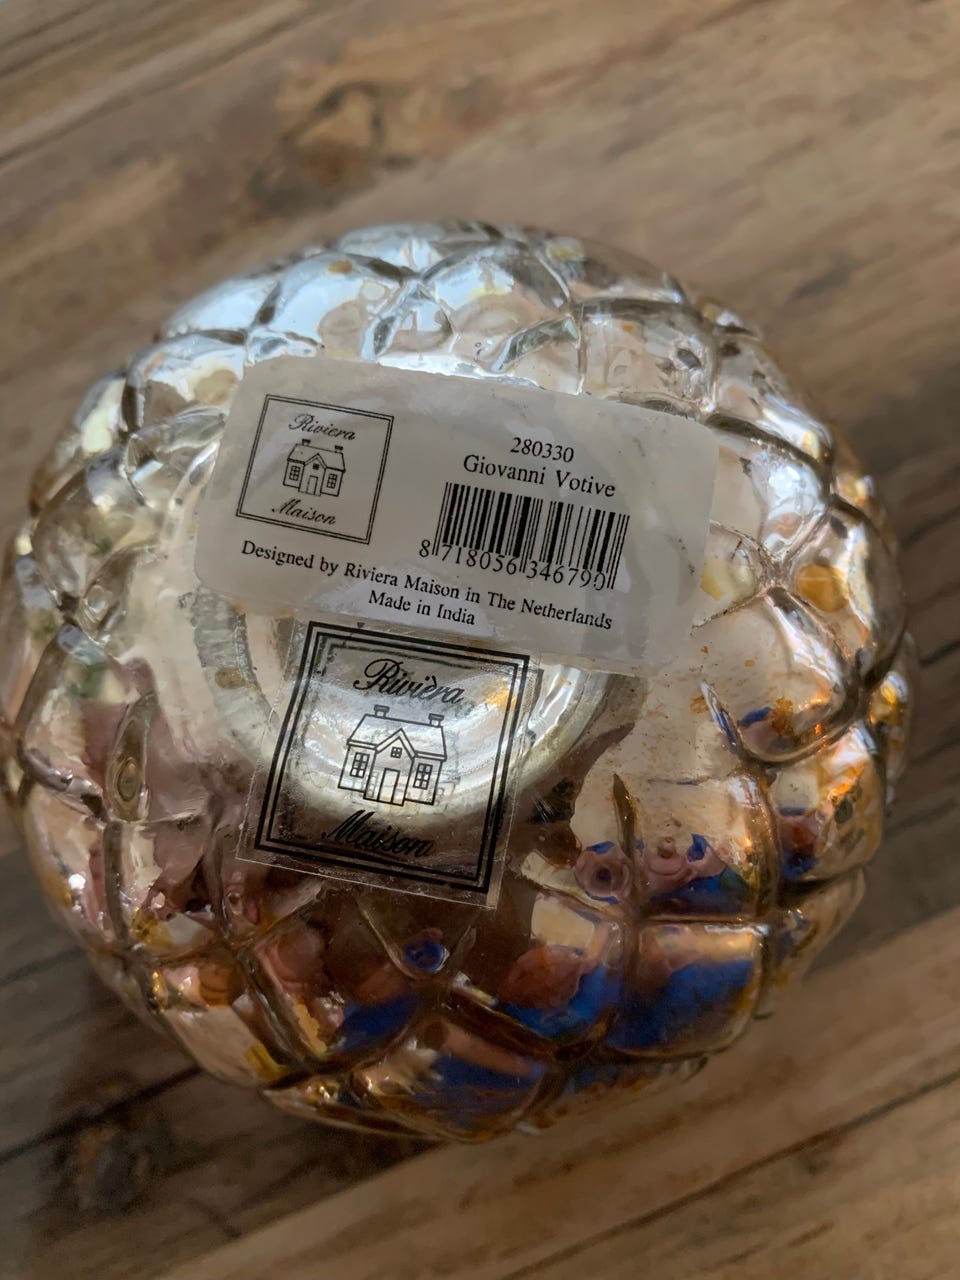 Riviera
Maison
280330
Giovanni Votive
8 718056 346790
Designed by Riviera Maison in The Netherlands
Made in India
Rivièra
Maison